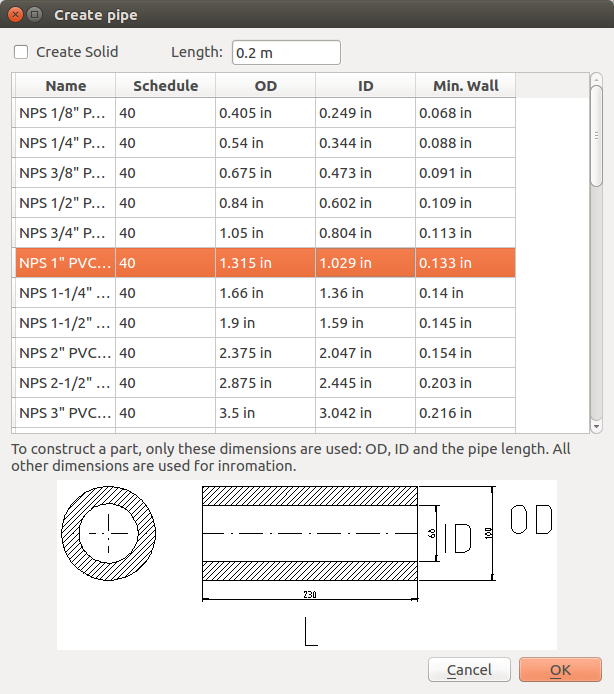 Create pipe
Create Solid Length: 0.2 m
Name Schedule OD ID Min. Wall
NPS 1/8" P... 40 0.405 in 0.249 in 0.068 in
NPS 1/4" P... 40 0.54 in 0.344 in 0.088 in
NPS 3/8" P... 40 0.675 in 0.473 in 0.091 in
NPS 1/2" P... 40 0.84 in 0.602 in 0.109 in
NPS 3/4" P... 40 1.05 in 0.804 in 0.113 in
NPS 1" PVC... 40 1.315 in 1.029 in 0.133 in
NPS 1-1/4" ... 40 1.66 in 1.36 in 0.14 in
NPS 1-1/2" ... 40 1.9 in 1.59 in 0.145 in
NPS 2" PVC... 40 2.375 in 2.047 in 0.154 in
NPS 2-1/2" ... 40 2.875 in 2.445 in 0.203 in
NPS 3" PVC... 40 3.5 in 3.042 in 0.216 in
To construct a part, only these dimensions are used: OD, ID and the pipe length. All
other dimensions are used for inromation.
OD
ID
100
230
L
Cancel OK